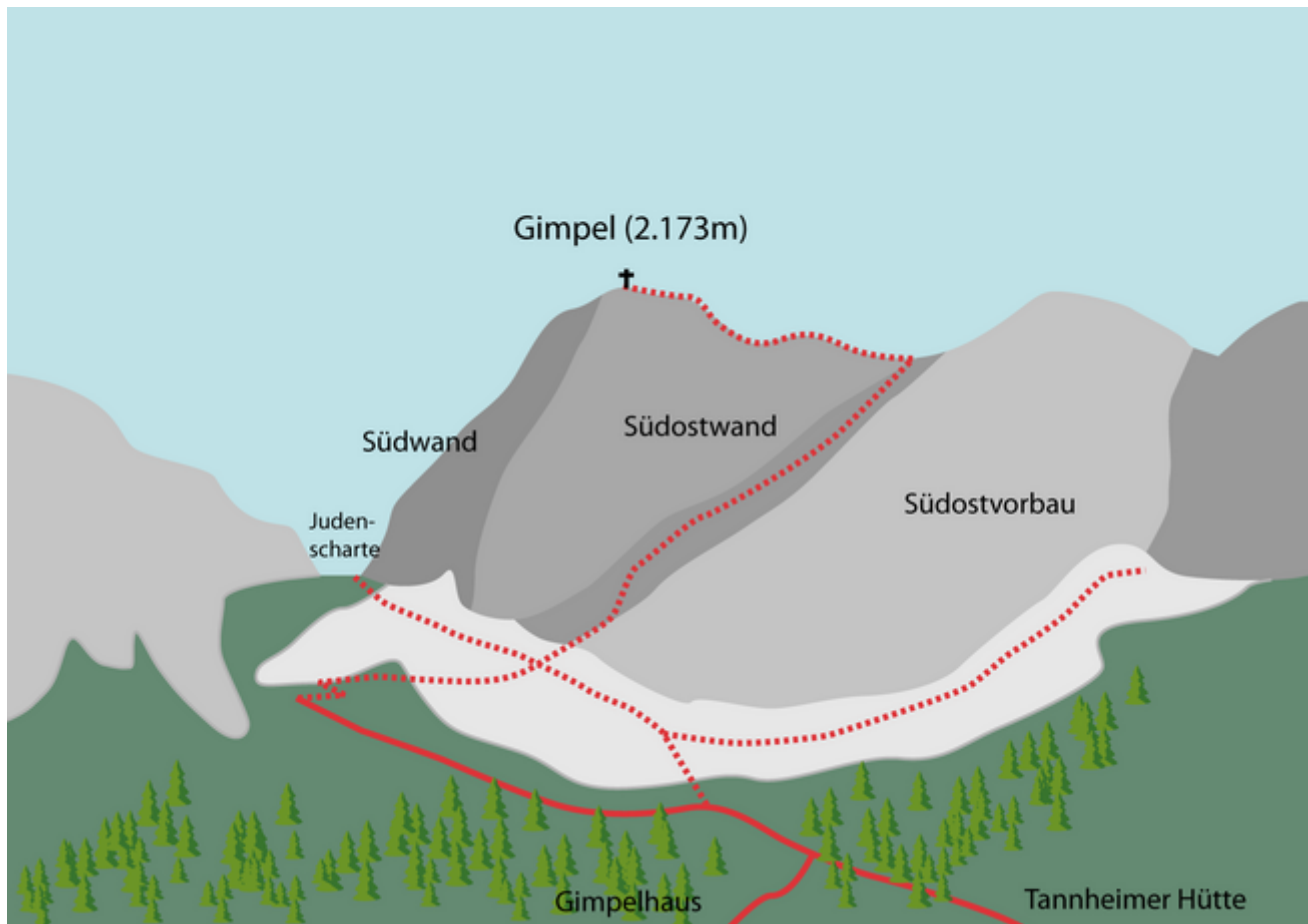 Gimpel (2.173m)
Südwand
Südostwand
Südostvorbau
Juden-
scharte
Gimpelhaus
Tannheimer Hütte